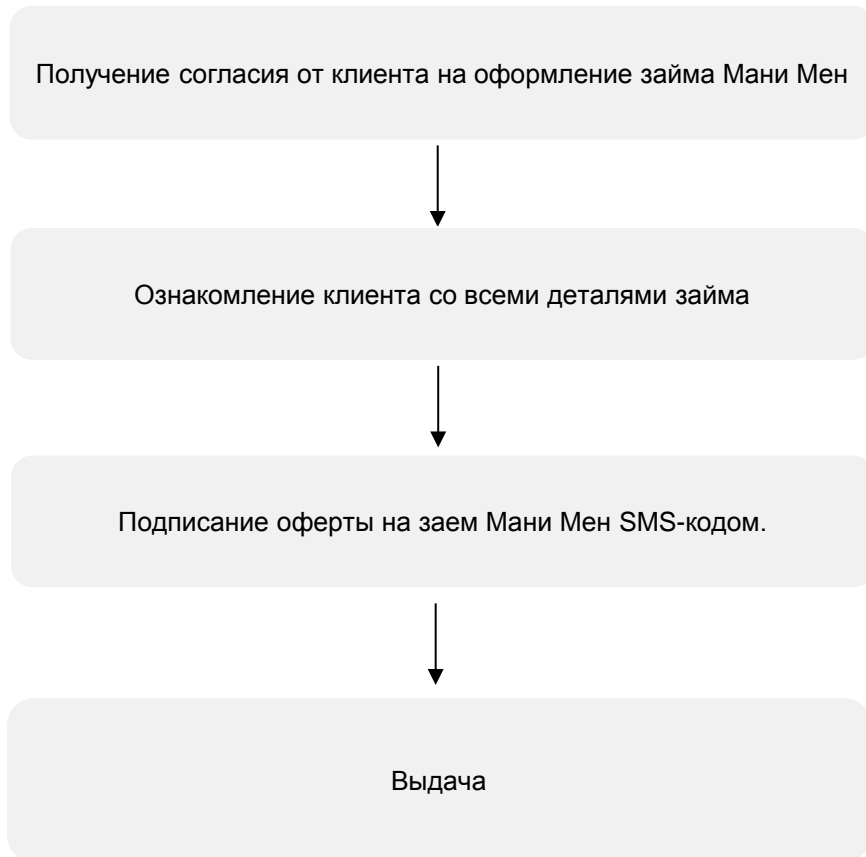 Получение согласия от клиента на оформление займа Мани Мен
Ознакомление клиента со всеми деталями займа
Подписание оферты на заем Мани Мен SMS-кодом.
Выдача